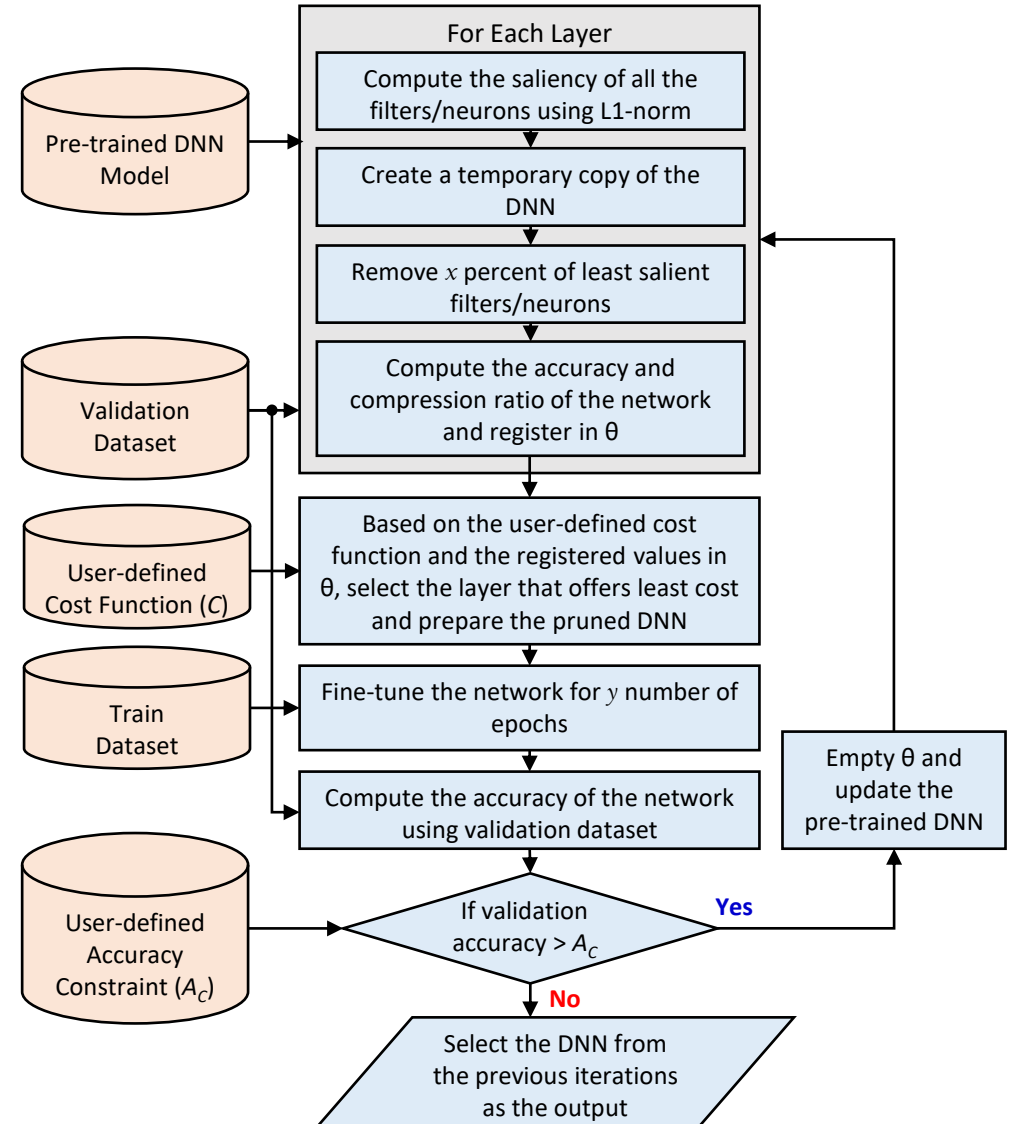 For Each Layer
Compute the saliency of all the
filters/neurons using L1-norm
Pre-trained DNN
Model
Create a temporary copy of the
DNN
Remove x percent of least salient
filters/neurons
Validation
Dataset
Compute the accuracy and
compression ratio of the network
and register in θ
User-defined
Cost Function (C)
Based on the user-defined cost
function and the registered values in
θ, select the layer that offers least cost
and prepare the pruned DNN
Train
Dataset
Fine-tune the network for y number of
epochs
Empty θ and
update the
pre-trained DNN
Compute the accuracy of the network
using validation dataset
User-defined
Accuracy
Constraint (A_C)
If validation
accuracy > A_C
Yes
No
Select the DNN from
the previous iterations
as the output